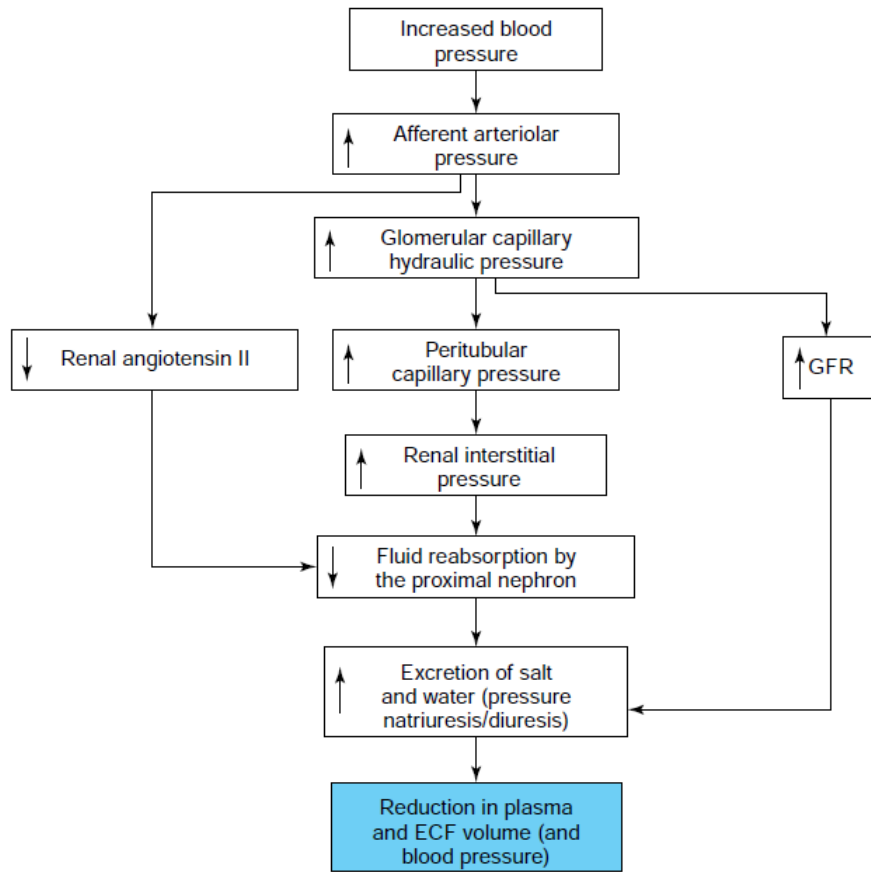 Increased blood
pressure
Afferent arteriolar
pressure
Glomerular capillary
hydraulic pressure
Renal angiotensin II
Peritubular
capillary pressure
GFR
Renal interstitial
pressure
Fluid reabsorption by
the proximal nephron
Excretion of salt
and water (pressure
natriuresis/diuresis)
Reduction in plasma
and ECF volume (and
blood pressure)